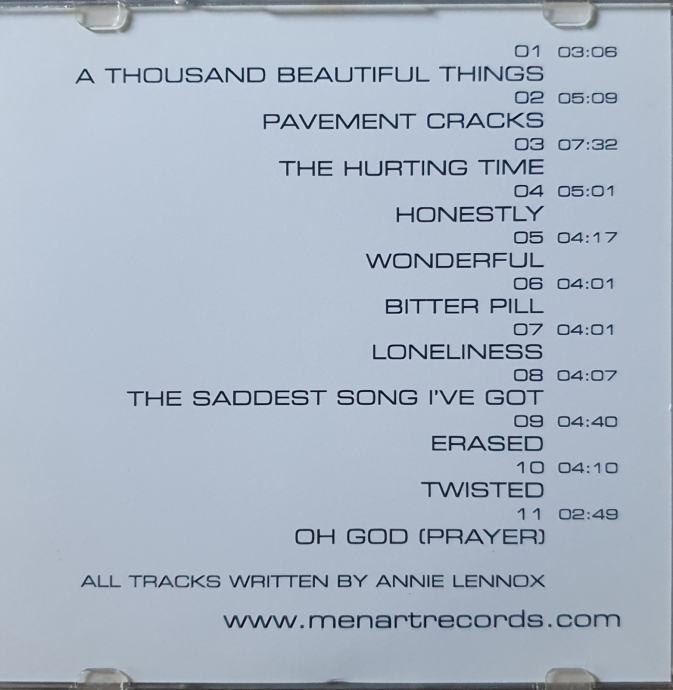 01 03:06
A THOUSAND BEAUTIFUL THINGS
02 05:09
PAVEMENT CRACKS
03 07:32
THE HURTING TIME
04 05:01
HONESTLY
05 04:17
WONDERFUL
06 04:01
BITTER PILL
07 04:01
LONELINESS
08 04:07
THE SADDEST SONG I'VE GOT
09 04:40
ERASED
10 04:10
TWISTED
11 02:49
OH GOD (PRAYER)
ALL TRACKS WRITTEN BY ANNIE LENNOX
www.menartrecords.com